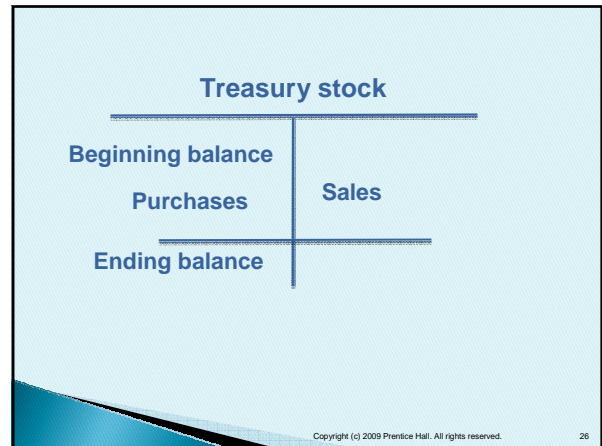 Treasury stock
Beginning balance
Purchases
Sales
Ending balance
Copyright (c) 2009 Prentice Hall. All rights reserved.
26